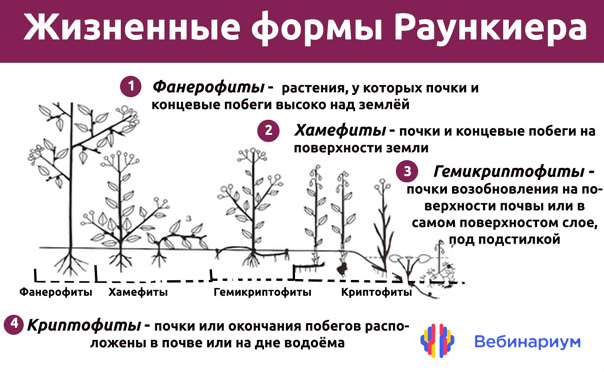 Жизненные формы Раункиера
1 Фанерофиты - растения, у которых почки и
концевые побеги высоко над землёй
2 Хамефиты - почки и концевые побеги на
поверхности земли
3 Гемикриптофиты -
почки возобновления на по-
верхности почвы или в
самом поверхностом слое,
под подстилкой
3
Фанерофиты Хамефиты Гемикриптофиты Криптофиты
4 Криптофиты - почки или окончания побегов распо-
ложены в почве или на дне водоёма
Вебинариум